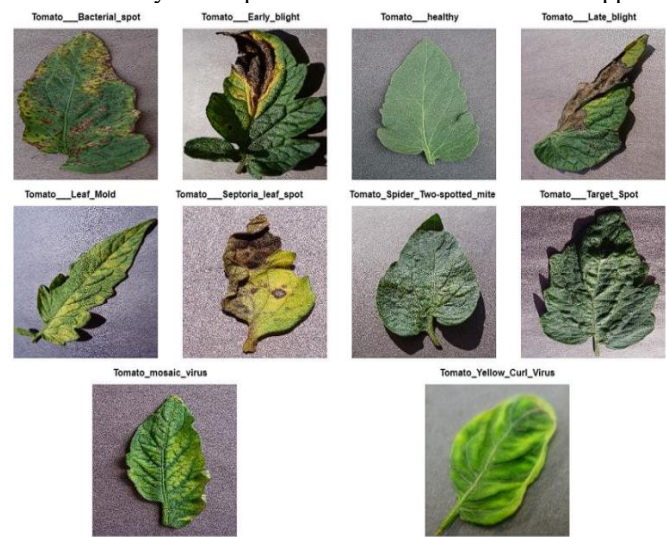 Tomato___Bacterial_spot Tomato___Early_blight Tomato___healthy Tomato___Late_blight
Tomato___Leaf_Mold Tomato___Septoria_leaf_spot Tomato_Spider_Two-spotted_mite Tomato___Target_Spot
Tomato_mosaic_virus Tomato_Yellow_Curl_Virus